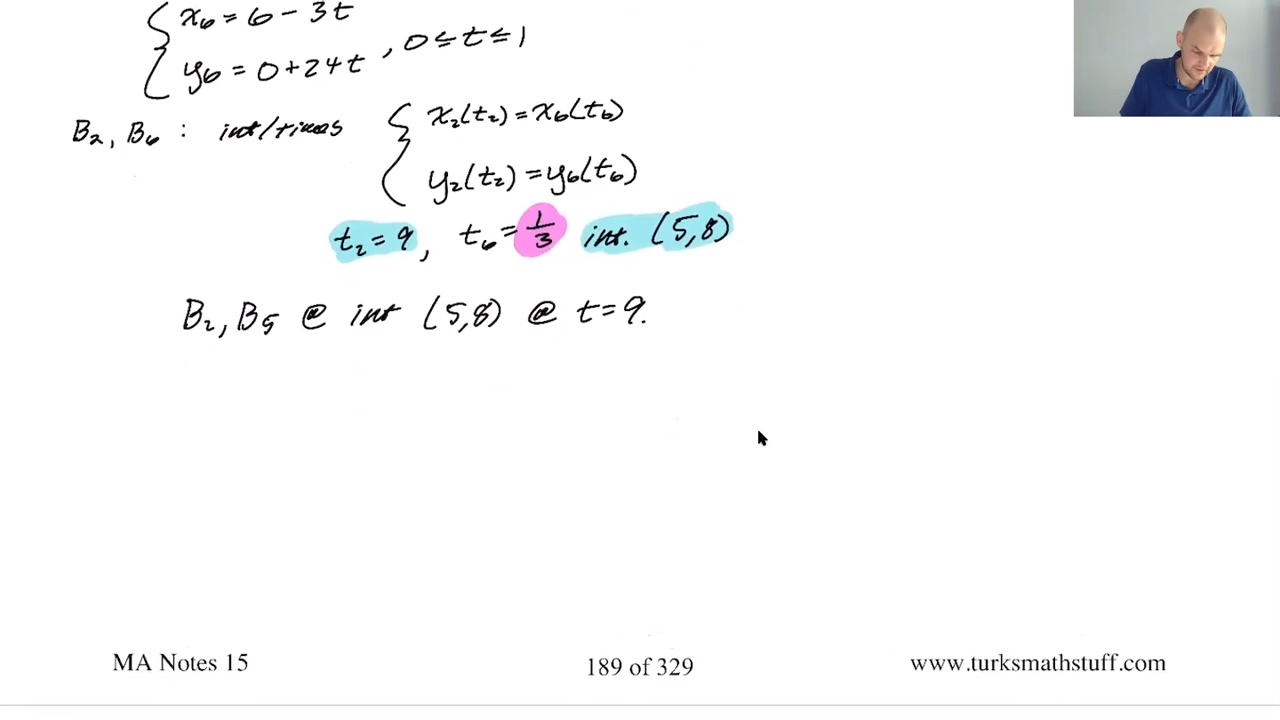 x₆ = 6 - 3t
y₆ = 0+24t , 0≤t≤1
B₂, B₆ : int/times x₂(t₂) = x₆(t₆)
y₂(t₂) = y₆(t₆)
t₂ = 9, t₆ = 1/3 int. (5,8)
B₂, B₅ @ int (5,8) @ t=9.
MA Notes 15 189 of 329 www.turksmathstuff.com